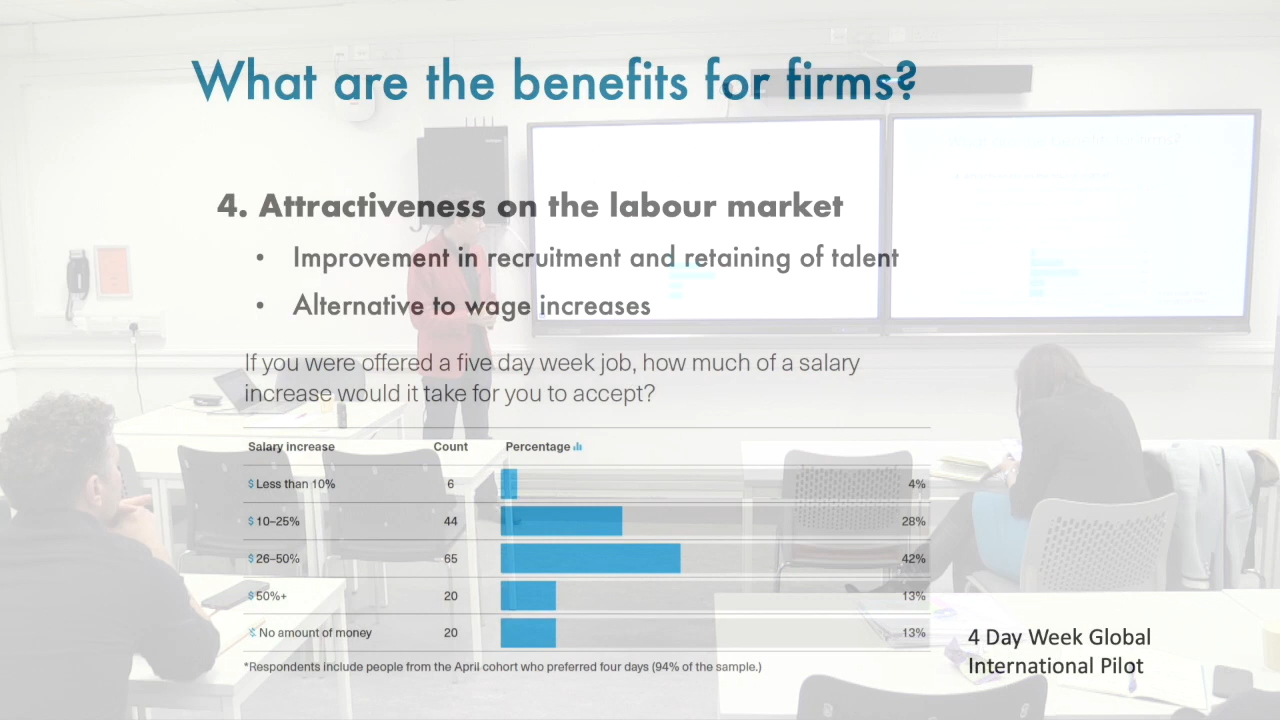 What are the benefits for firms?
4. Attractiveness on the labour market
• Improvement in recruitment and retaining of talent
• Alternative to wage increases
If you were offered a five day week job, how much of a salary
increase would it take for you to accept?
Salary increase Count Percentage
$ Less than 10% 6 4%
$ 10–25% 44 28%
$ 26–50% 65 42%
$ 50%+ 20 13%
$ No amount of money 20 13%
*Respondents include people from the April cohort who preferred four days (94% of the sample.)
4 Day Week Global
International Pilot